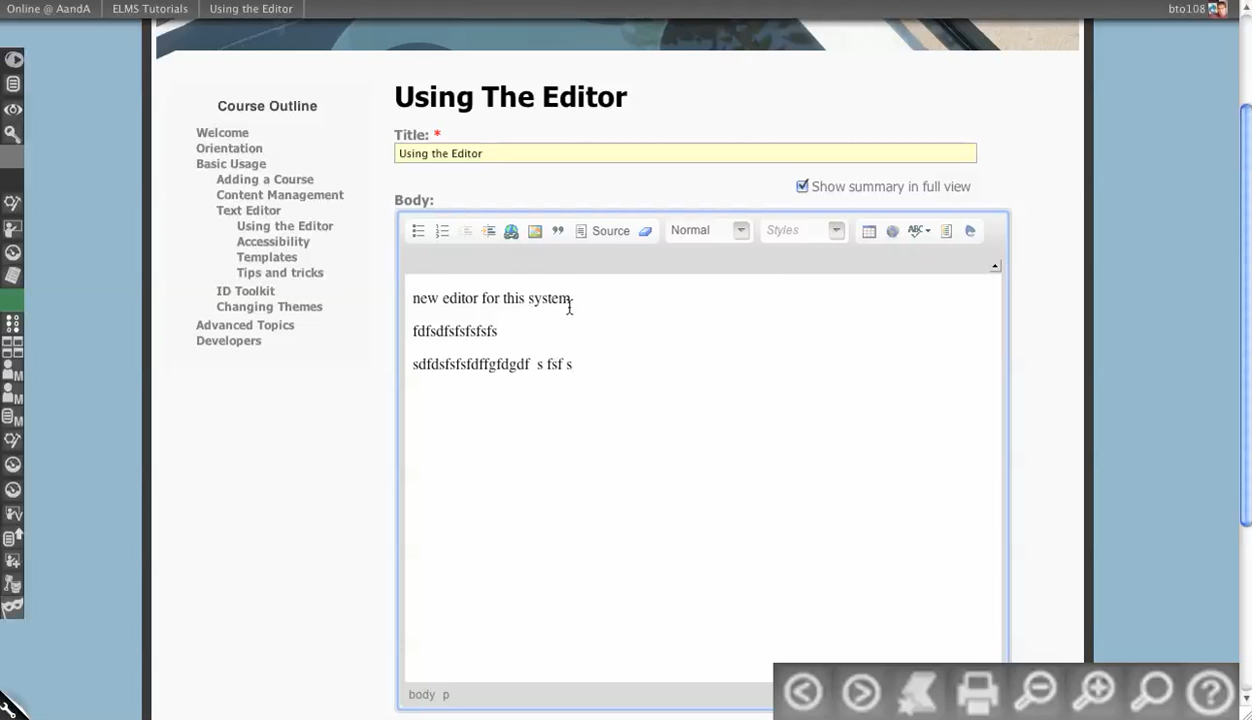 Online @ AandA
ELMS Tutorials
Using the Editor
bto108
Course Outline
Welcome
Orientation
Basic Usage
Adding a Course
Content Management
Text Editor
Using the Editor
Accessibility
Templates
Tips and tricks
ID Toolkit
Changing Themes
Advanced Topics
Developers
Using The Editor
Title: *
Using the Editor
Show summary in full view
Body:
Source
Normal
Styles
ABC
new editor for this system
fdfsdfsfsfsfsfs
sdfdsfsfsfdffgfdgdf  s fsf s
body p
M
M
M
?